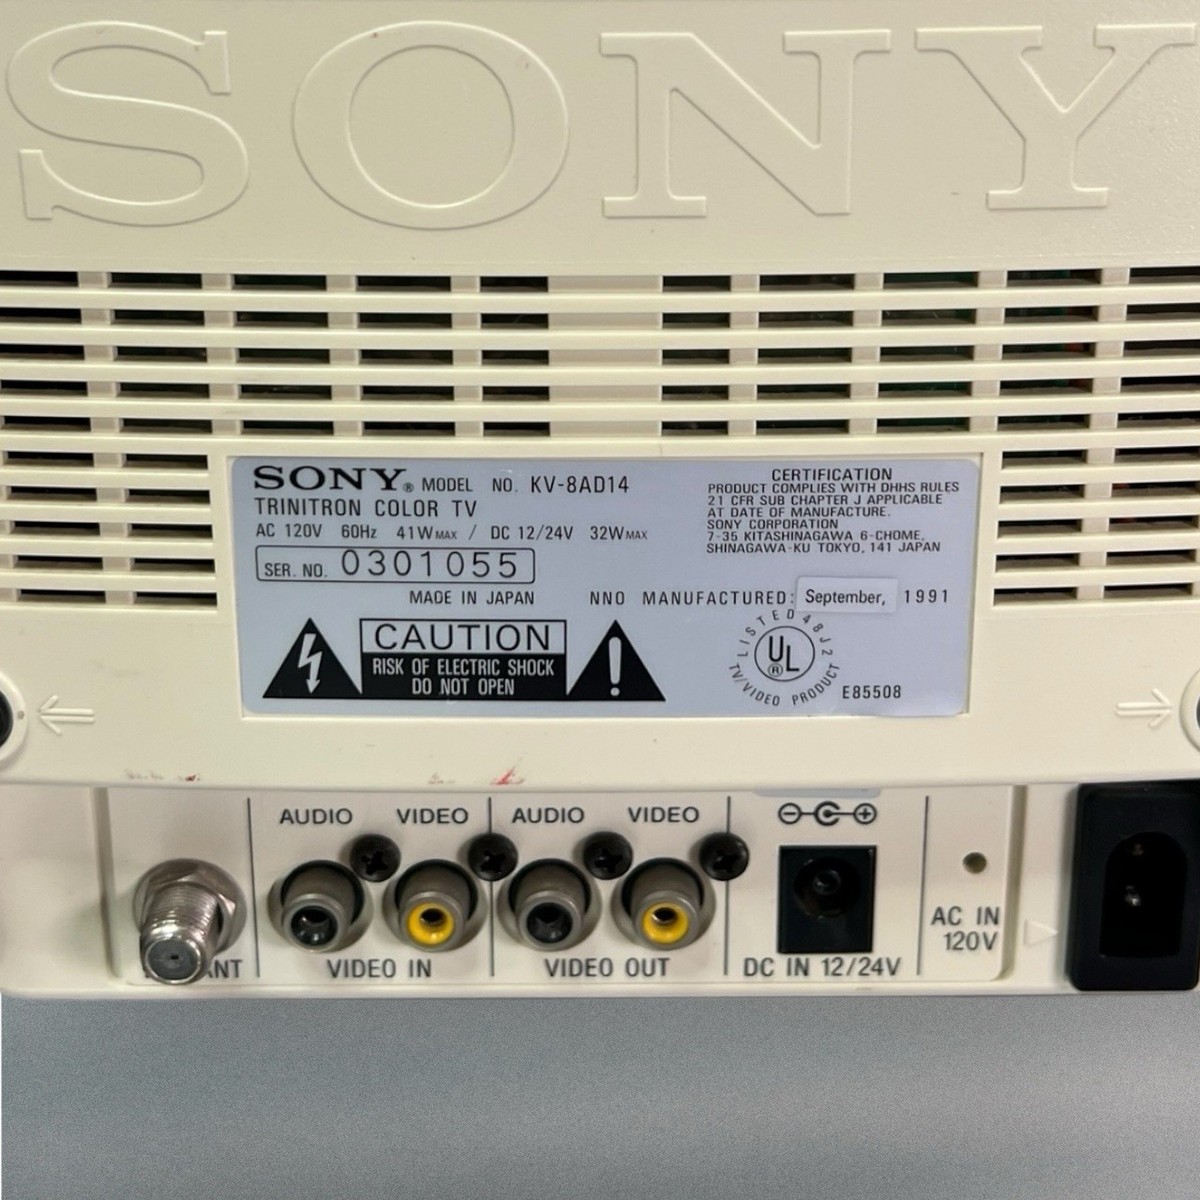 SONY
SONY® MODEL NO. KV-8AD14
TRINITRON COLOR TV
AC 120V 60Hz 41W MAX / DC 12/24V 32W MAX
SER. NO. 0301055
MADE IN JAPAN
CERTIFICATION
PRODUCT COMPLIES WITH DHHS RULES
21 CFR SUB CHAPTER J APPLICABLE
AT DATE OF MANUFACTURE.
SONY CORPORATION
7-35 KITASHINAGAWA 6-CHOME,
SHINAGAWA-KU TOKYO, 141 JAPAN
NNO MANUFACTURED: September, 1991
CAUTION
RISK OF ELECTRIC SHOCK
DO NOT OPEN
LISTED 48J2
UL®
TV/VIDEO PRODUCT
E85508
AUDIO VIDEO AUDIO VIDEO
ANT VIDEO IN VIDEO OUT DC IN 12/24V
AC IN
120V